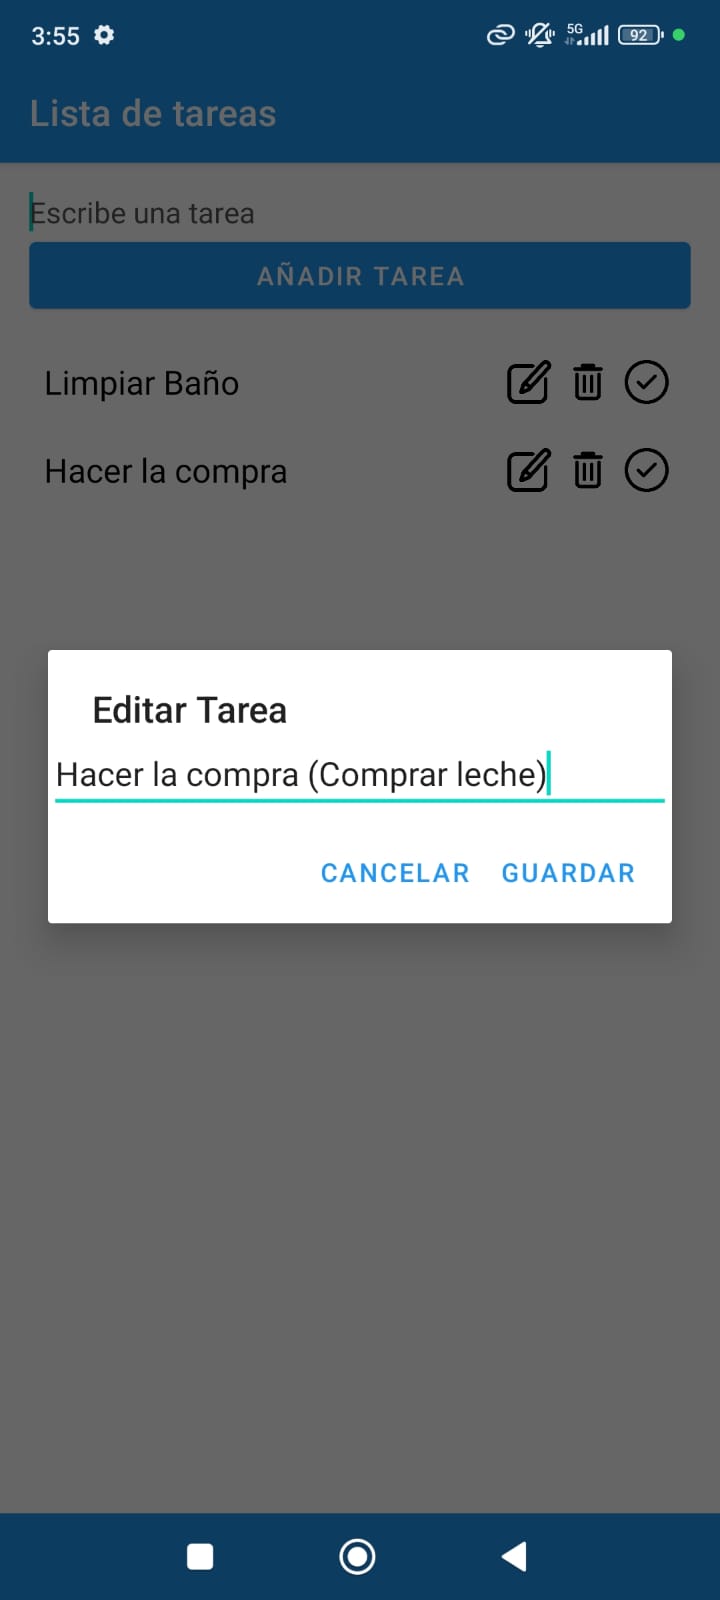 3:55
5G
92
Lista de tareas
Escribe una tarea
AÑADIR TAREA
Limpiar Baño
Hacer la compra
Editar Tarea
Hacer la compra (Comprar leche)
CANCELAR GUARDAR